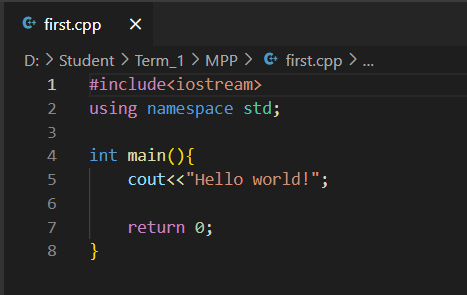 first.cpp ×
D: > Student > Term_1 > MPP > first.cpp > ...
1 #include<iostream>
2 using namespace std;
3
4 int main(){
5     cout<<"Hello world!";
6
7     return 0;
8 }